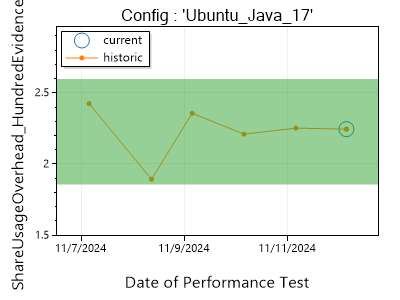 Config : 'Ubuntu_Java_17'
current
historic
ShareUsageOverhead_HundredEvidence
2.5
2
1.5
11/7/2024
11/9/2024
11/11/2024
Date of Performance Test